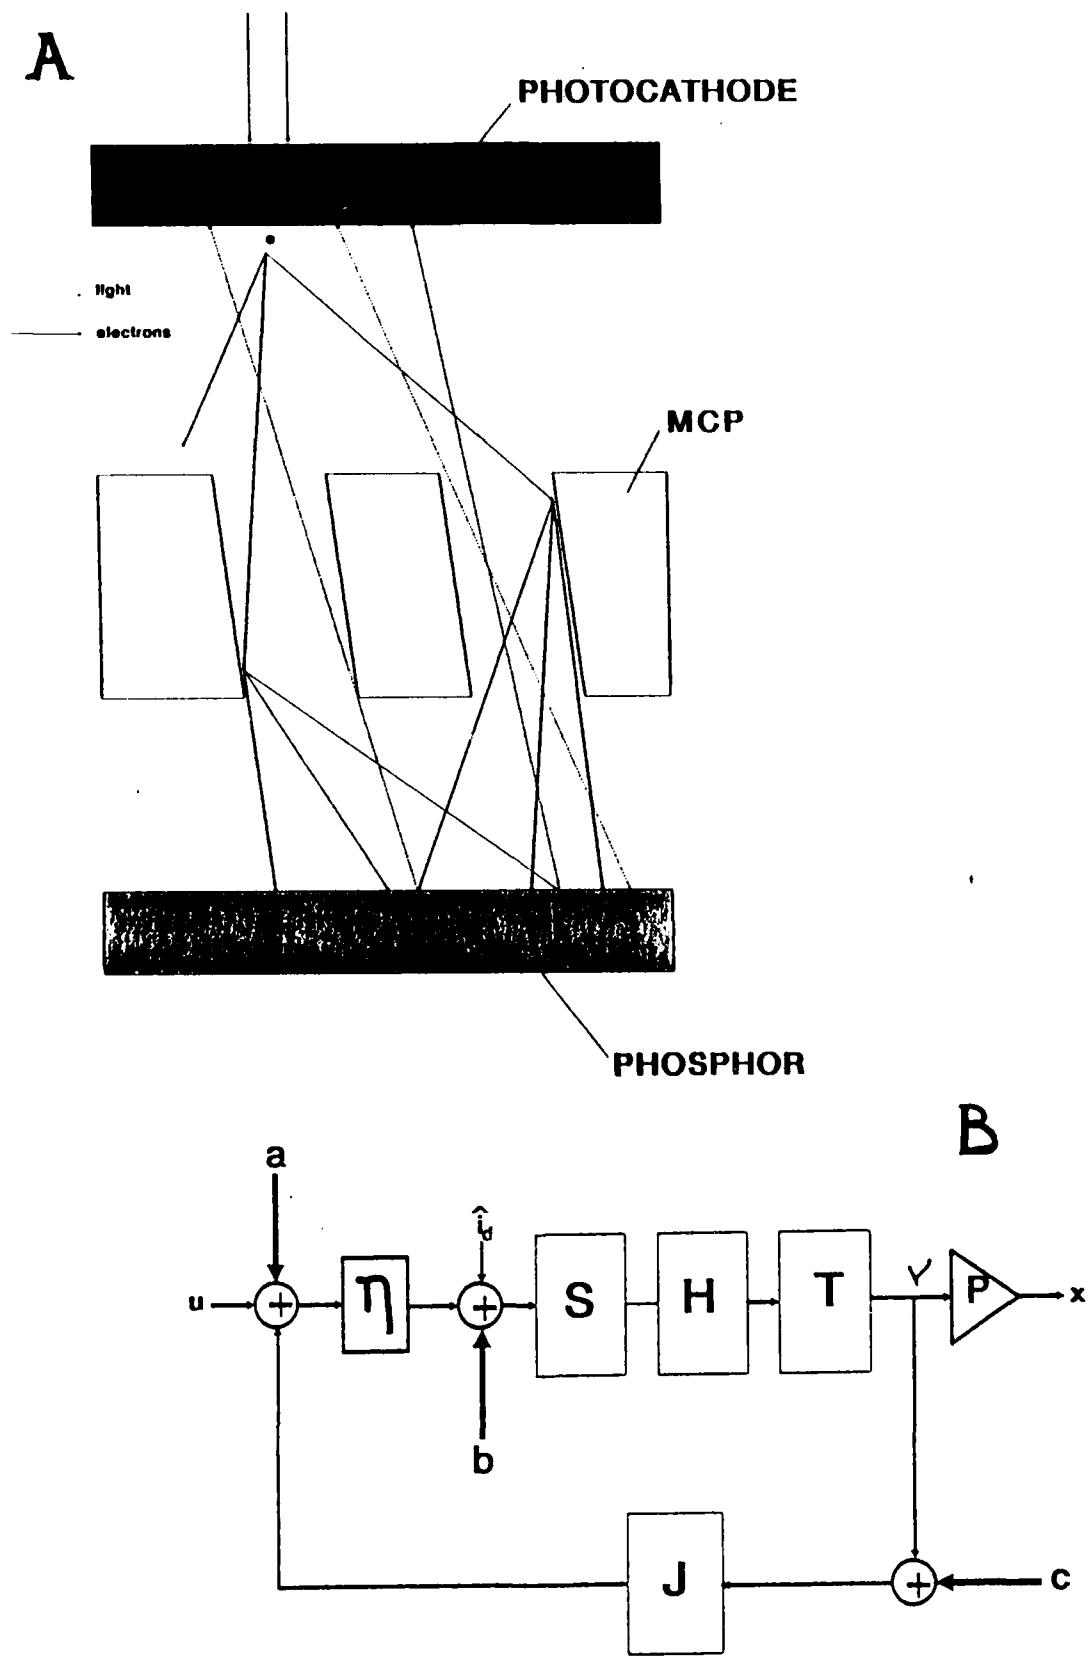 A
PHOTOCATHODE
e
light
electrons
MCP
PHOSPHOR
B
a
î_d
u + η + S H T Y P x
b
J + c